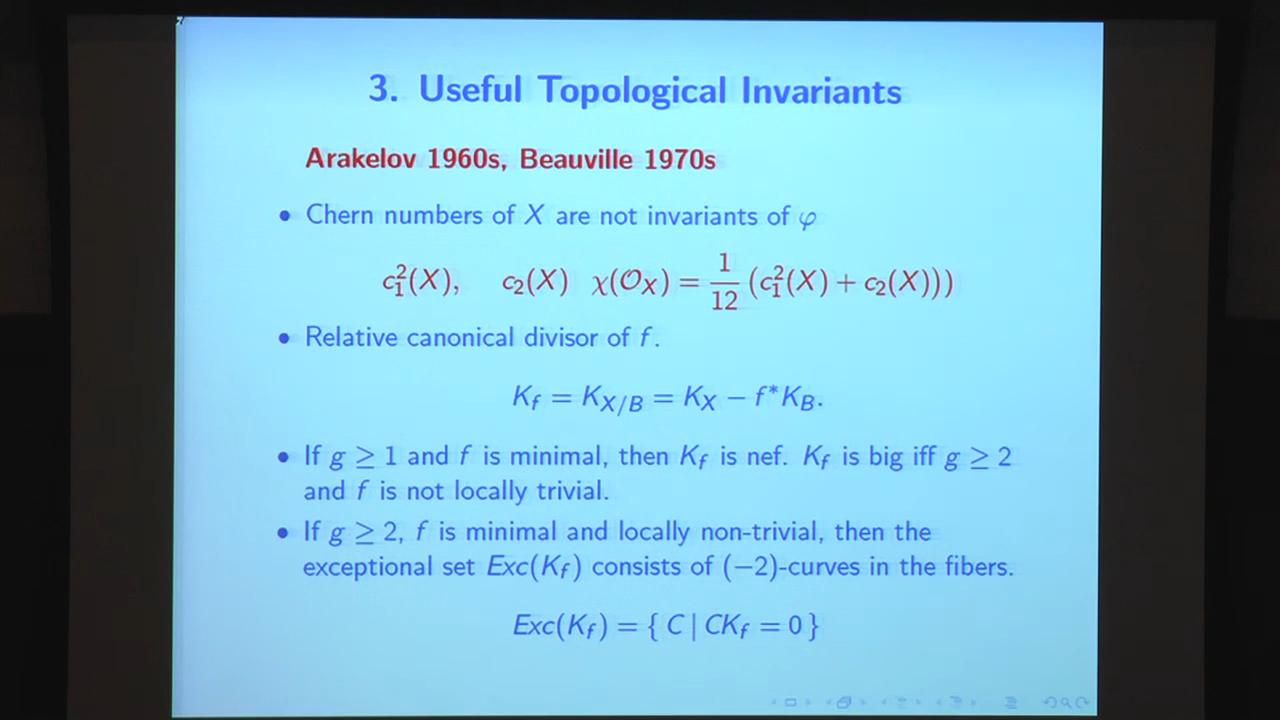 3. Useful Topological Invariants
Arakelov 1960s, Beauville 1970s
• Chern numbers of X are not invariants of φ
c₁²(X), c₂(X) χ(𝒪_X) = 1/12 (c₁²(X) + c₂(X)))
• Relative canonical divisor of f.
K_f = K_{X/B} = K_X − f*K_B.
• If g ≥ 1 and f is minimal, then K_f is nef. K_f is big iff g ≥ 2
and f is not locally trivial.
• If g ≥ 2, f is minimal and locally non-trivial, then the
exceptional set Exc(K_f) consists of (−2)-curves in the fibers.
Exc(K_f) = { C | CK_f = 0 }